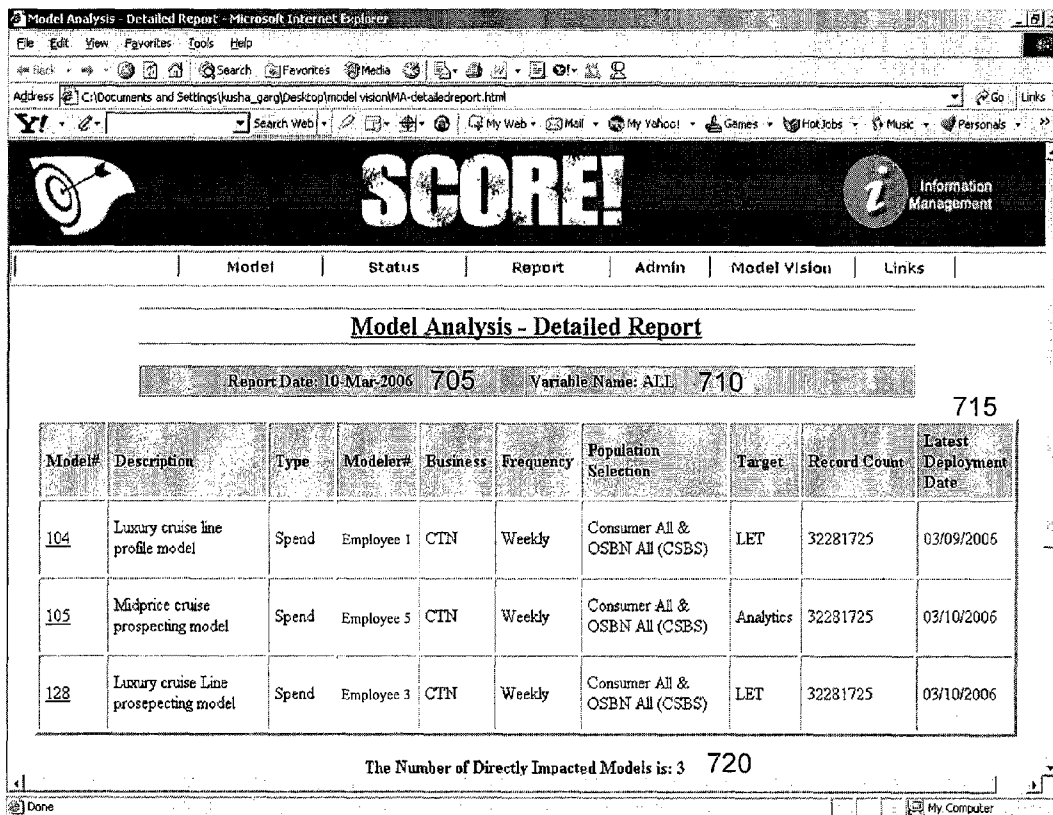 Model Analysis - Detailed Report - Microsoft Internet Explorer
File Edit View Favorites Tools Help
Back Search Favorites Media
Address C:\Documents and Settings\kusha_garg\Desktop\model vision\MA-detailedreport.html Go Links
Y! Search Web My Web Mail My Yahoo! Games HotJobs Music Personals »
SCORE!
i Information Management
Model Status Report Admin Model Vision Links
Model Analysis - Detailed Report
Report Date: 10-Mar-2006 705 Variable Name: ALL 710
715
Model# Description Type Modeler# Business Frequency Population Selection Target Record Count Latest Deployment Date
104 Luxury cruise line profile model Spend Employee 1 CTN Weekly Consumer All & OSBN All (CSBS) LET 32281725 03/09/2006
105 Midprice cruise prospecting model Spend Employee 5 CTN Weekly Consumer All & OSBN All (CSBS) Analytics 32281725 03/10/2006
128 Luxury cruise Line prosepecting model Spend Employee 3 CTN Weekly Consumer All & OSBN All (CSBS) LET 32281725 03/10/2006
The Number of Directly Impacted Models is: 3 720
Done My Computer